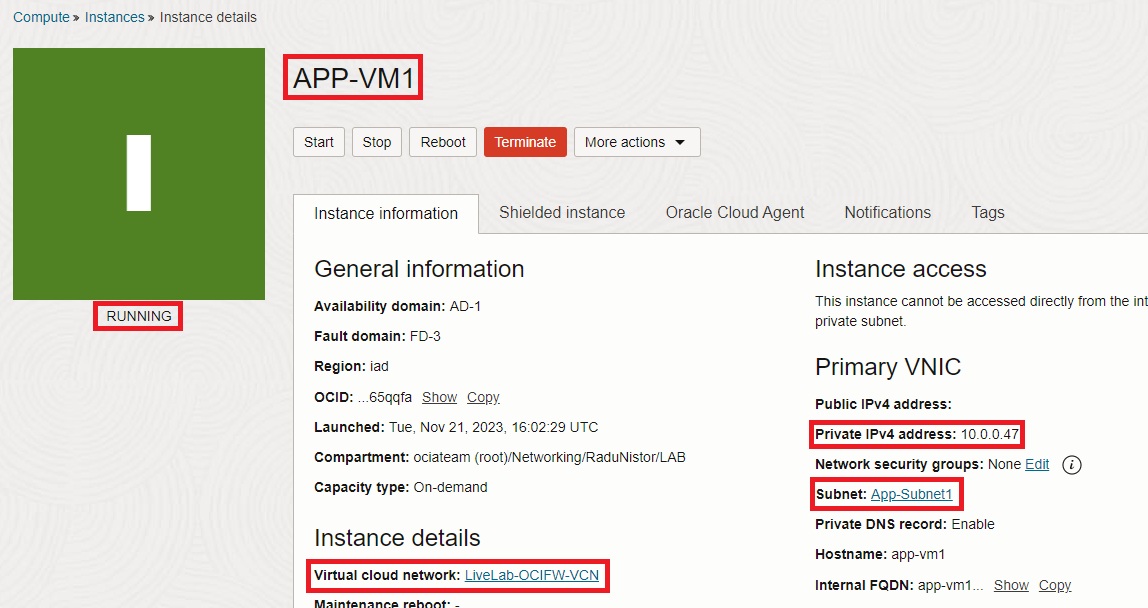 Compute » Instances » Instance details
APP-VM1
Start Stop Reboot Terminate More actions
RUNNING
Instance information Shielded instance Oracle Cloud Agent Notifications Tags
General information
Availability domain: AD-1
Fault domain: FD-3
Region: iad
OCID: ...65qqfa Show Copy
Launched: Tue, Nov 21, 2023, 16:02:29 UTC
Compartment: ociateam (root)/Networking/RaduNistor/LAB
Capacity type: On-demand
Instance details
Virtual cloud network: LiveLab-OCIFW-VCN
Maintenance reboot: -
Instance access
This instance cannot be accessed directly from the int
private subnet.
Primary VNIC
Public IPv4 address:
Private IPv4 address: 10.0.0.47
Network security groups: None Edit i
Subnet: App-Subnet1
Private DNS record: Enable
Hostname: app-vm1
Internal FQDN: app-vm1... Show Copy